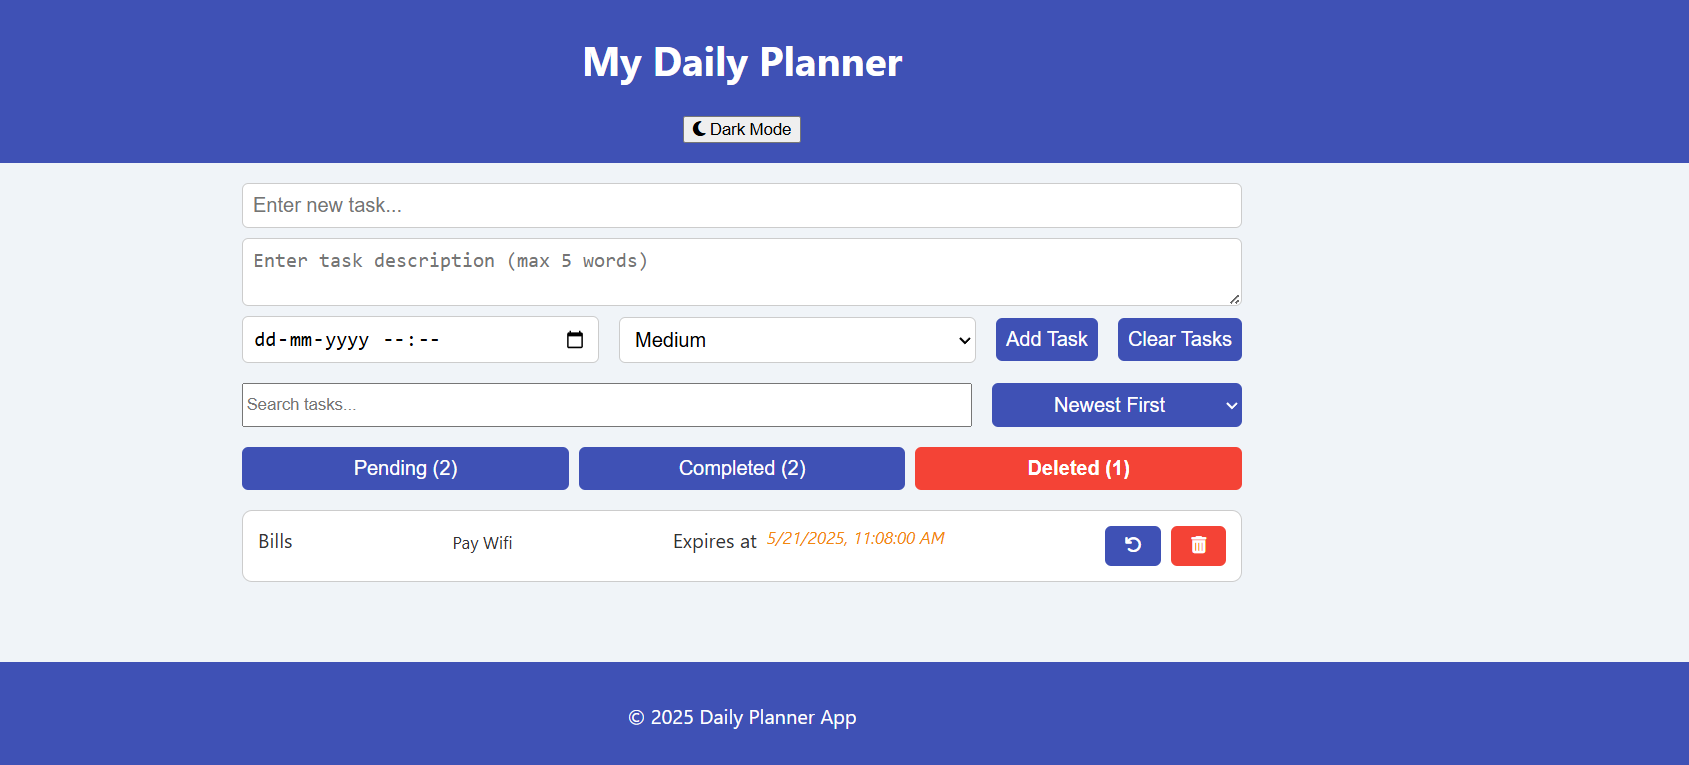 My Daily Planner
Dark Mode
Enter new task...
Enter task description (max 5 words)
dd-mm-yyyy --:-- Medium Add Task Clear Tasks
Search tasks... Newest First
Pending (2) Completed (2) Deleted (1)
Bills Pay Wifi Expires at 5/21/2025, 11:08:00 AM
© 2025 Daily Planner App